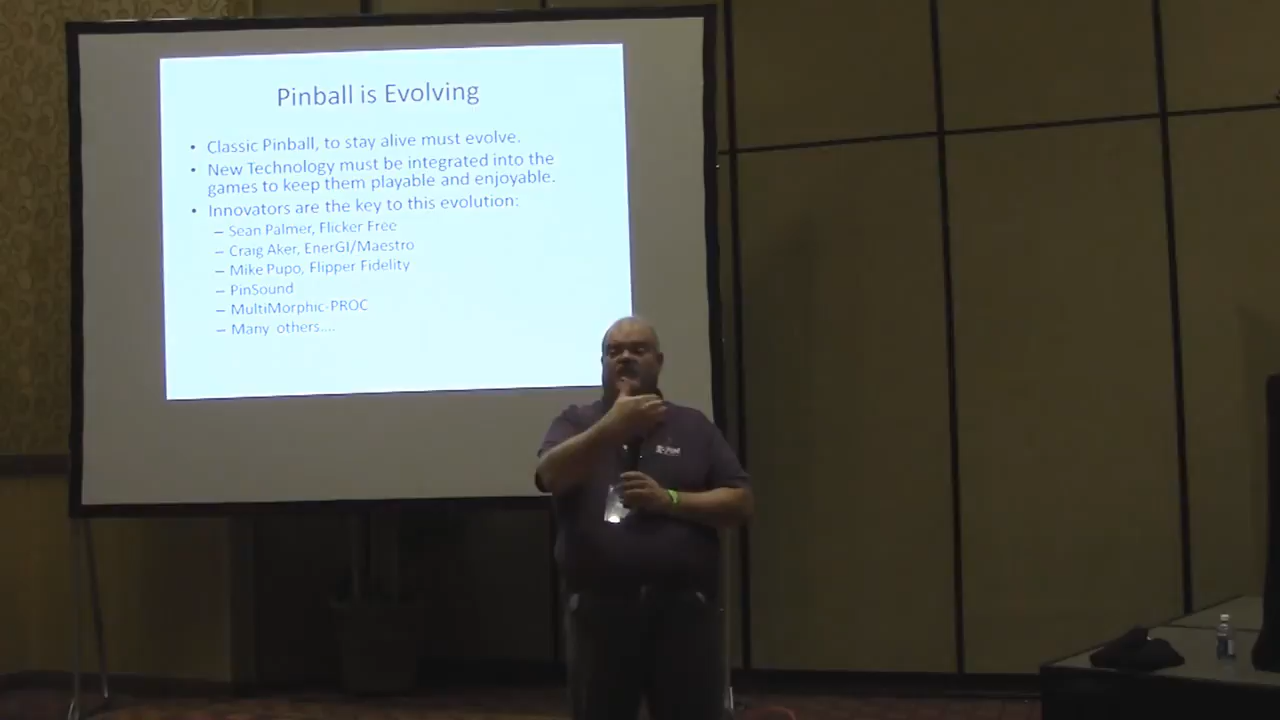 Pinball is Evolving
• Classic Pinball, to stay alive must evolve.
• New Technology must be integrated into the
games to keep them playable and enjoyable.
• Innovators are the key to this evolution:
– Sean Palmer, Flicker Free
– Craig Aker, EnerGI/Maestro
– Mike Pupo, Flipper Fidelity
– PinSound
– MultiMorphic-PROC
– Many others....